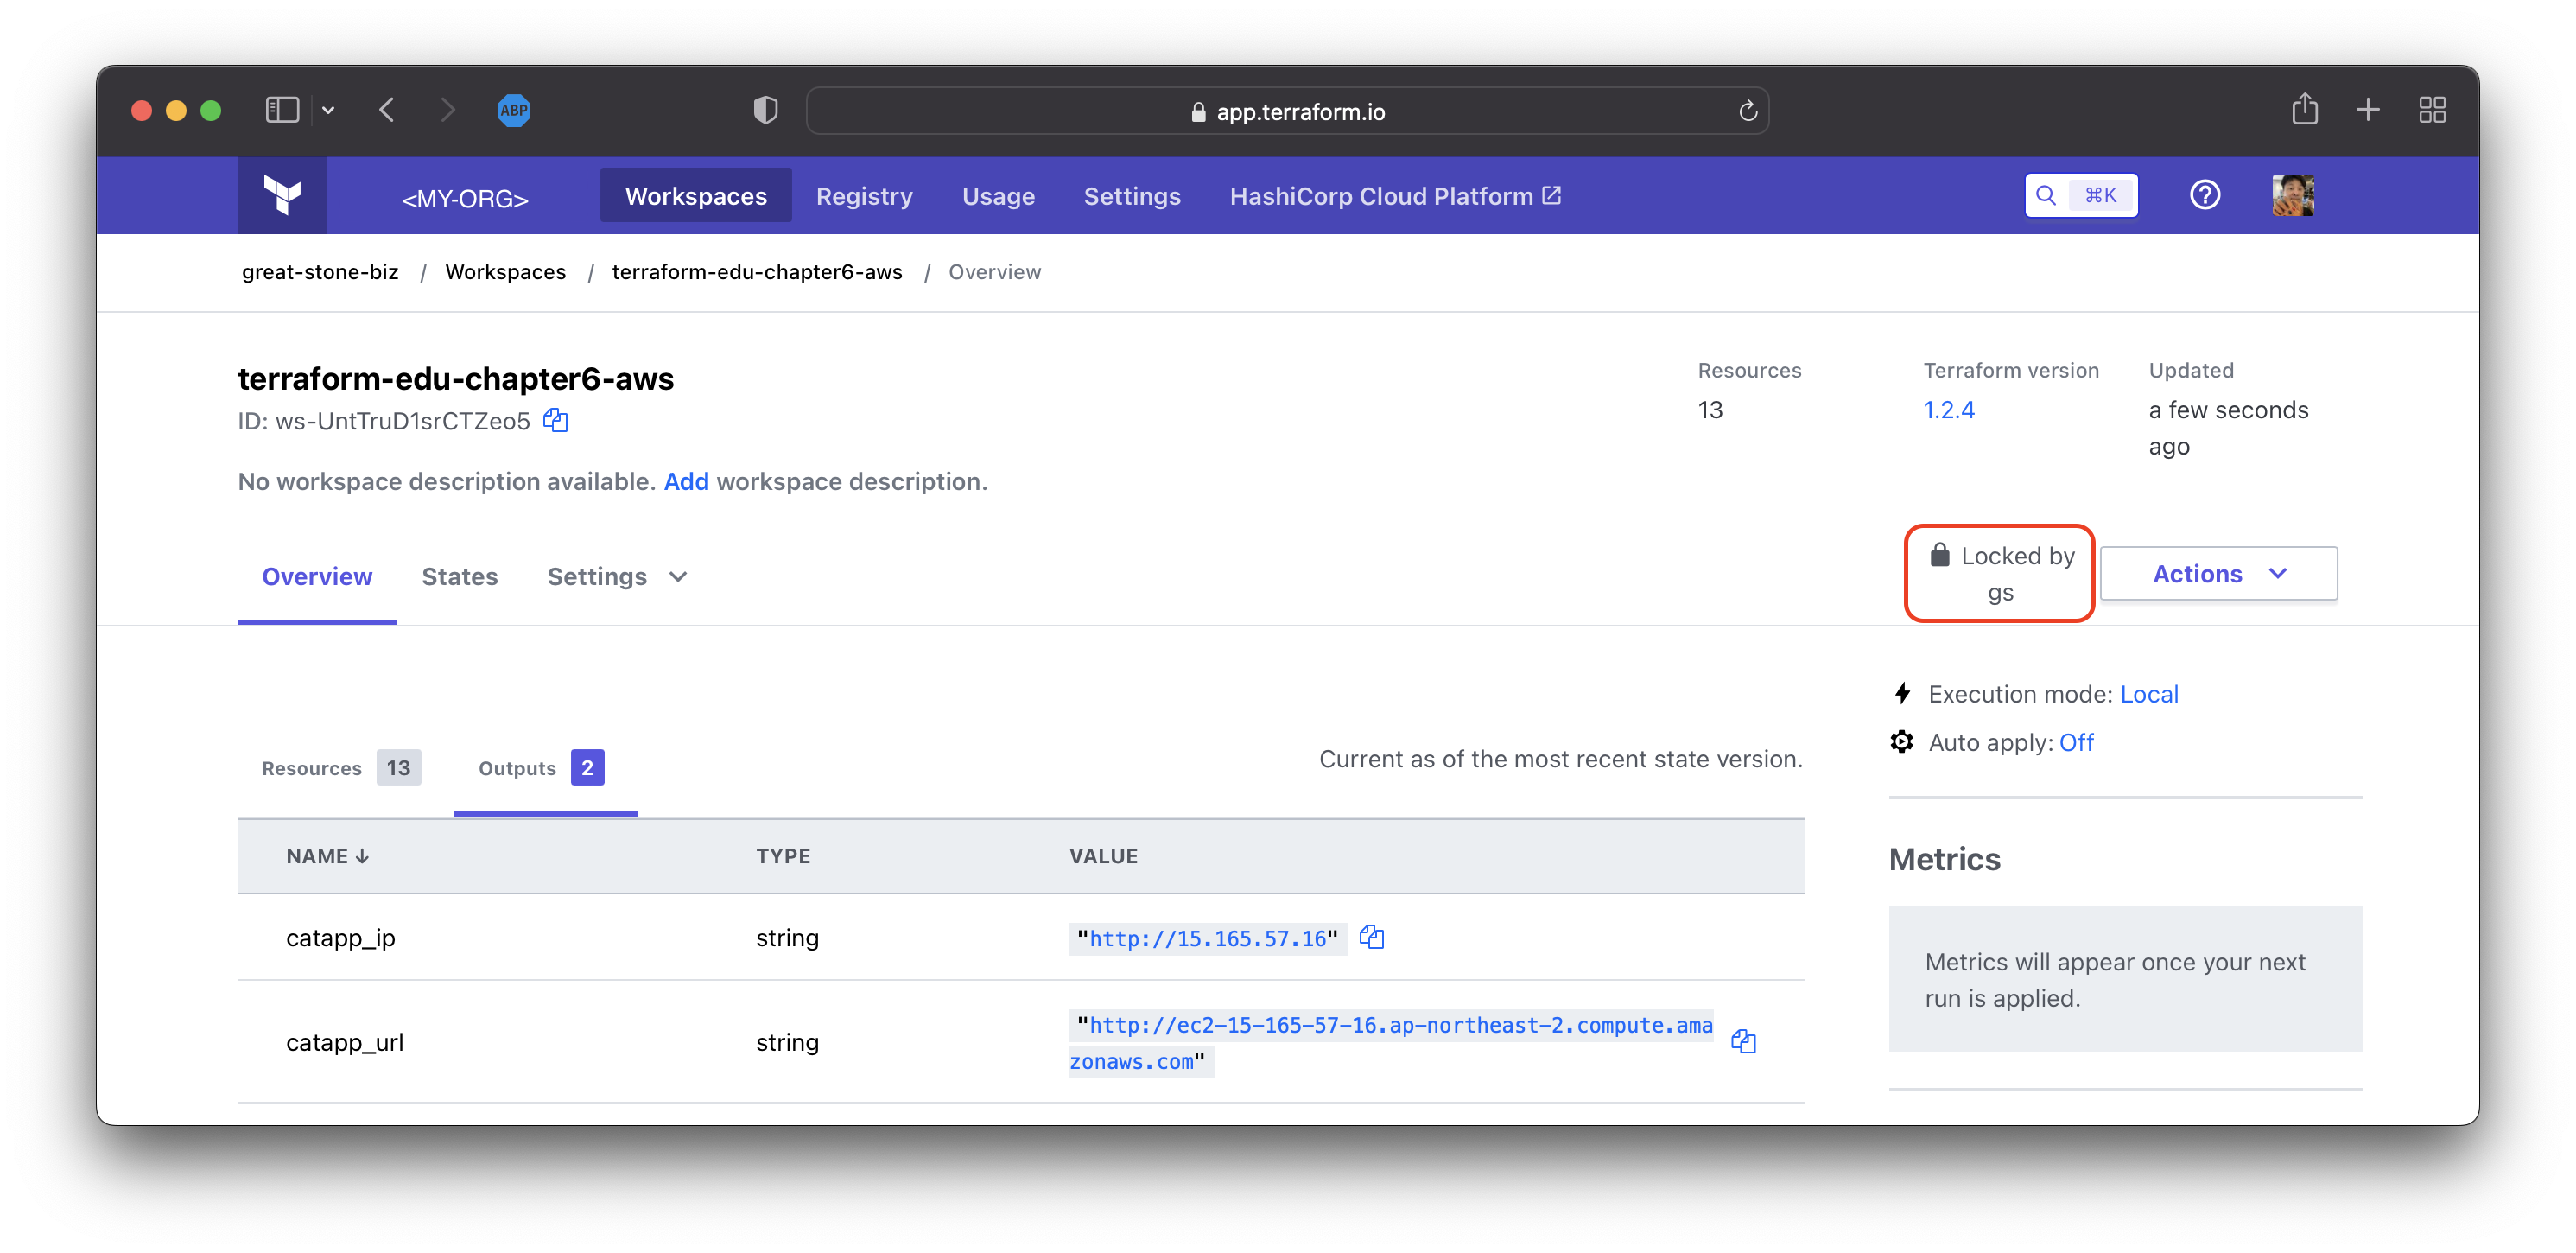 ABP
app.terraform.io
<MY-ORG>
Workspaces
Registry
Usage
Settings
HashiCorp Cloud Platform
⌘K
great-stone-biz / Workspaces / terraform-edu-chapter6-aws / Overview
terraform-edu-chapter6-aws
ID: ws-UntTruD1srCTZeo5
No workspace description available. Add workspace description.
Resources
13
Terraform version
1.2.4
Updated
a few seconds
ago
Overview
States
Settings
Locked by
gs
Actions
Execution mode: Local
Auto apply: Off
Resources 13
Outputs 2
Current as of the most recent state version.
NAME TYPE VALUE
catapp_ip string "http://15.165.57.16"
catapp_url string "http://ec2-15-165-57-16.ap-northeast-2.compute.ama
zonaws.com"
Metrics
Metrics will appear once your next
run is applied.